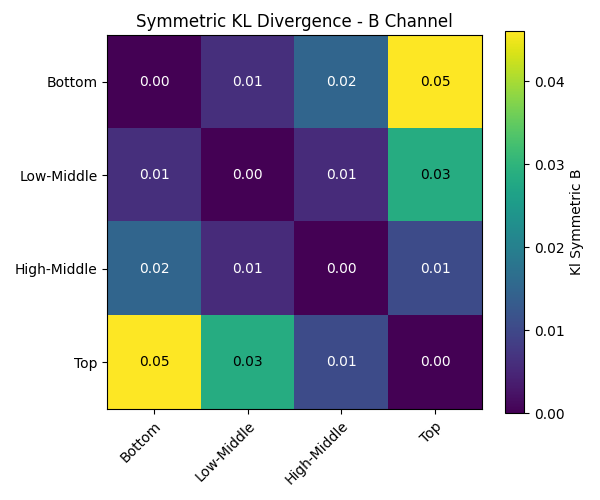 Symmetric KL Divergence - B Channel
Bottom 0.00 0.01 0.02 0.05
Low-Middle 0.01 0.00 0.01 0.03
High-Middle 0.02 0.01 0.00 0.01
Top 0.05 0.03 0.01 0.00
Bottom Low-Middle High-Middle Top
0.04
0.03
0.02
0.01
0.00
Kl Symmetric B